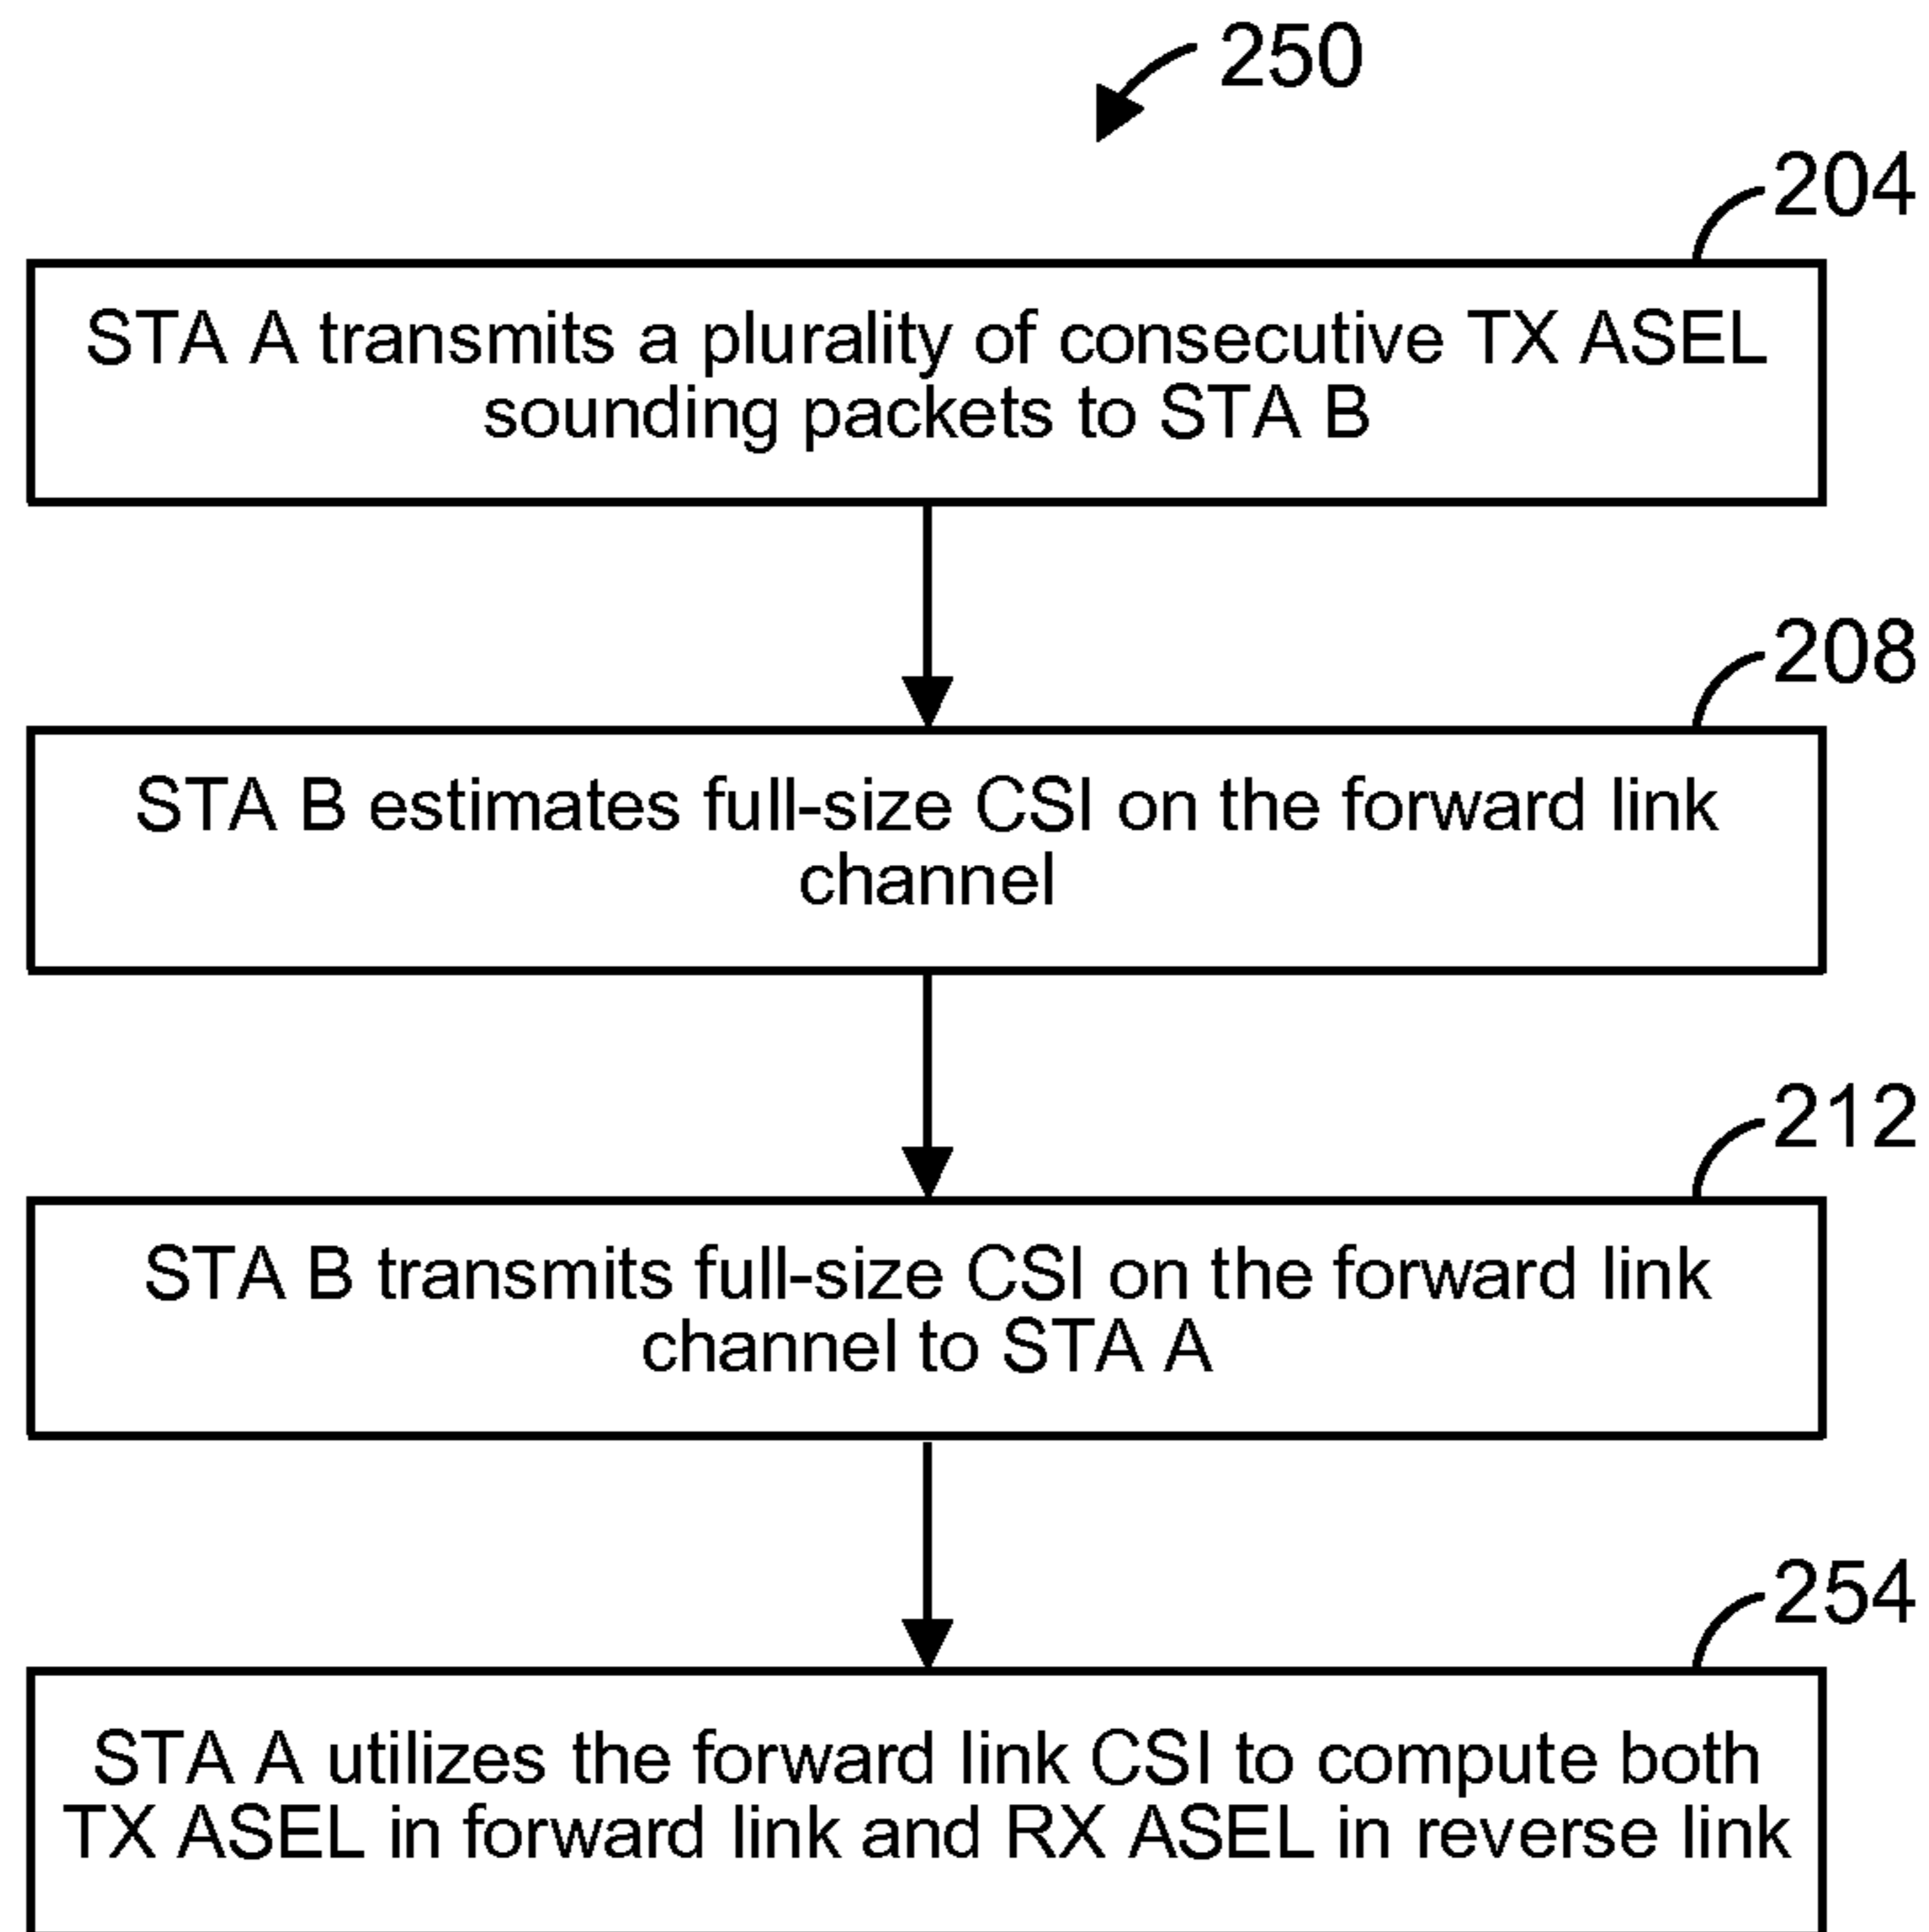 250
204
STA A transmits a plurality of consecutive TX ASEL
sounding packets to STA B
208
STA B estimates full-size CSI on the forward link
channel
212
STA B transmits full-size CSI on the forward link
channel to STA A
254
STA A utilizes the forward link CSI to compute both
TX ASEL in forward link and RX ASEL in reverse link